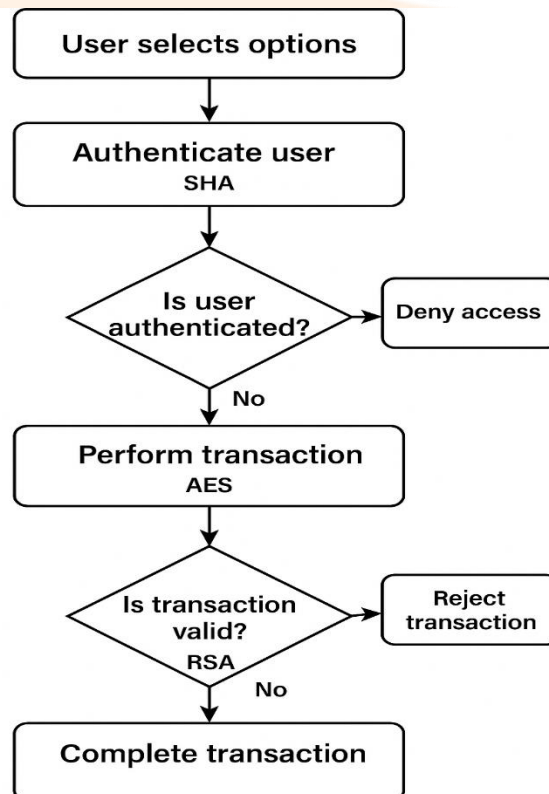 User selects options
Authenticate user
SHA
Is user
authenticated?
Deny access
No
Perform transaction
AES
Is transaction
valid?
RSA
Reject
transaction
No
Complete transaction